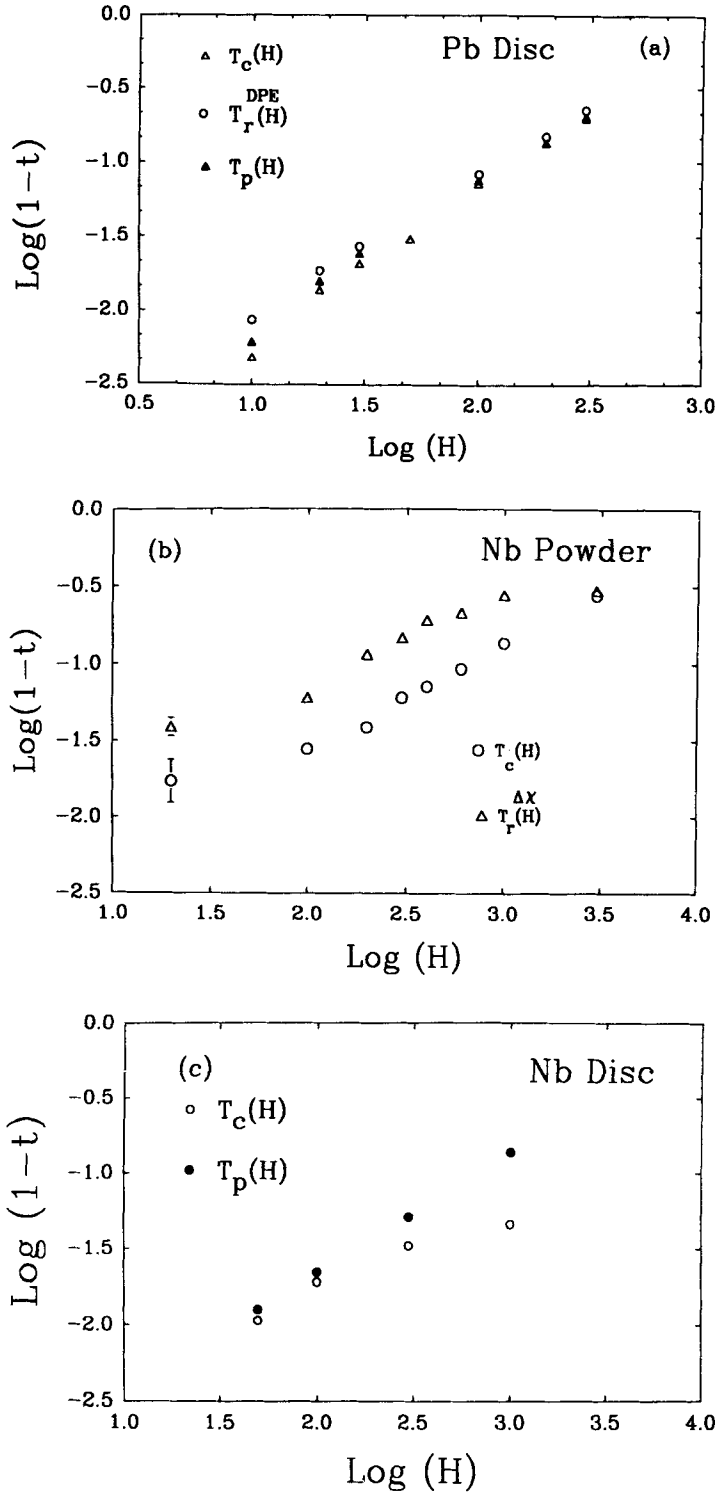 0.0
Pb Disc (a)
△ T_c(H)
-0.5
DPE
○ T_r(H)
▲ T_p(H)
-1.0
Log(1−t)
-1.5
-2.0
-2.5
0.5 1.0 1.5 2.0 2.5 3.0
Log (H)
0.0
(b) Nb Powder
-0.5
-1.0
Log(1−t)
-1.5
○ T_c(H)
Δχ
-2.0
△ T_r(H)
-2.5
1.0 1.5 2.0 2.5 3.0 3.5 4.0
Log (H)
0.0
(c) Nb Disc
○ T_c(H)
-0.5
● T_p(H)
-1.0
Log (1−t)
-1.5
-2.0
-2.5
1.0 1.5 2.0 2.5 3.0 3.5 4.0
Log (H)